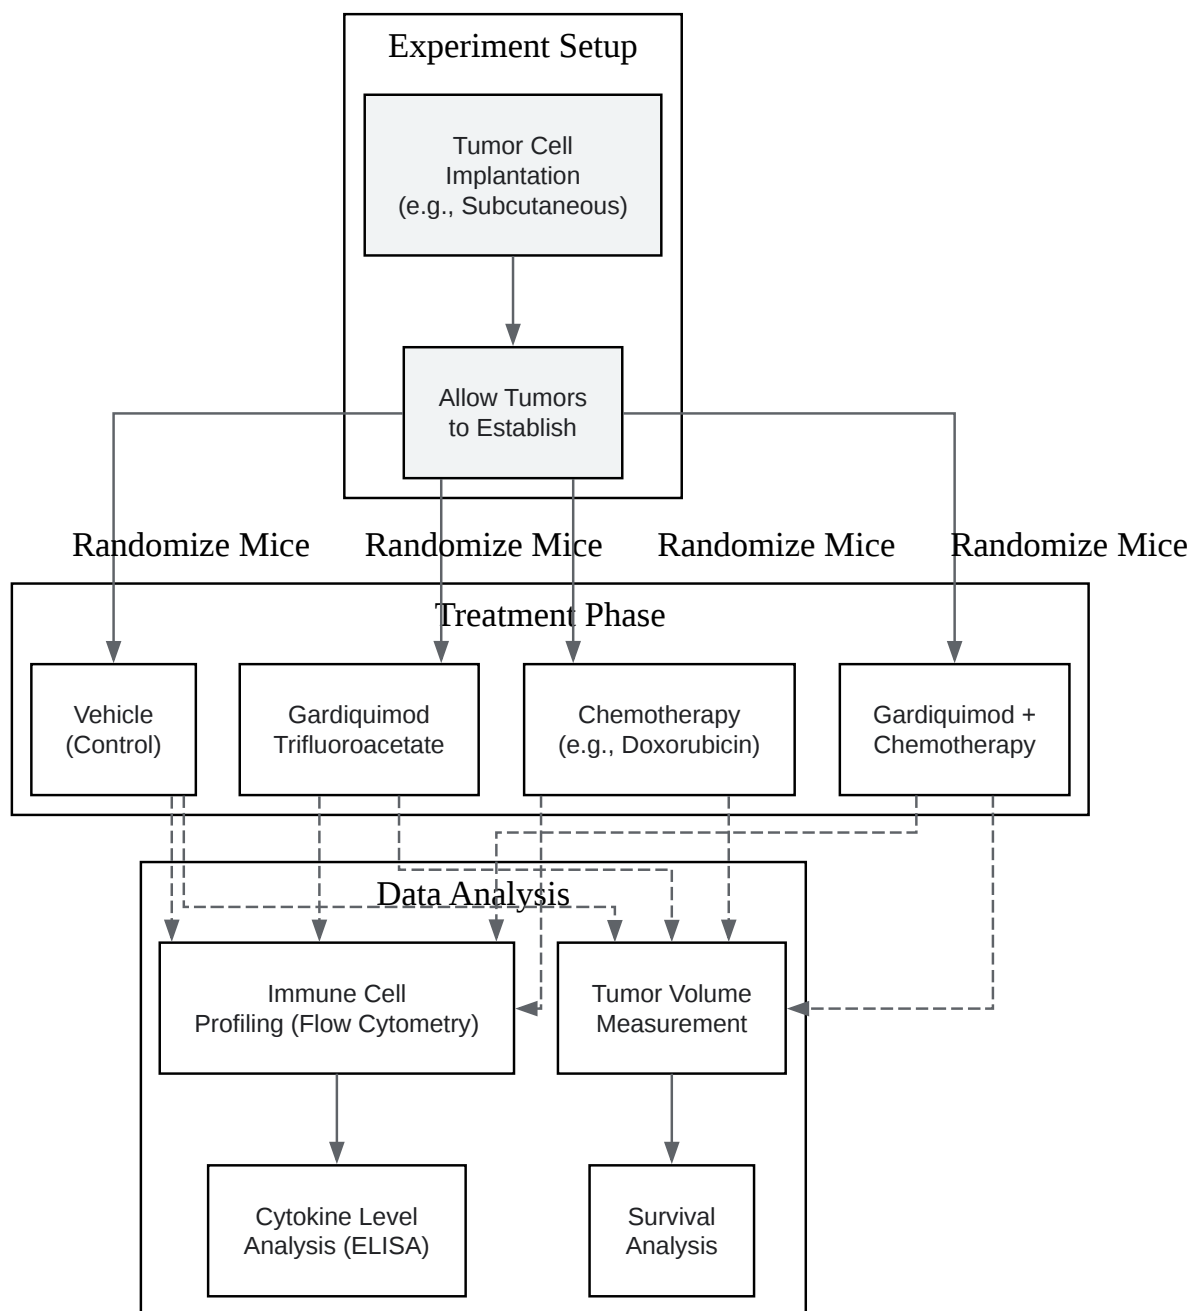 Experiment Setup
Tumor Cell
Implantation
(e.g., Subcutaneous)
Allow Tumors
to Establish
Randomize Mice
Randomize Mice
Randomize Mice
Randomize Mice
Treatment Phase
Vehicle
(Control)
Gardiquimod
Trifluoroacetate
Chemotherapy
(e.g., Doxorubicin)
Gardiquimod +
Chemotherapy
Data Analysis
Immune Cell
Profiling (Flow Cytometry)
Tumor Volume
Measurement
Cytokine Level
Analysis (ELISA)
Survival
Analysis